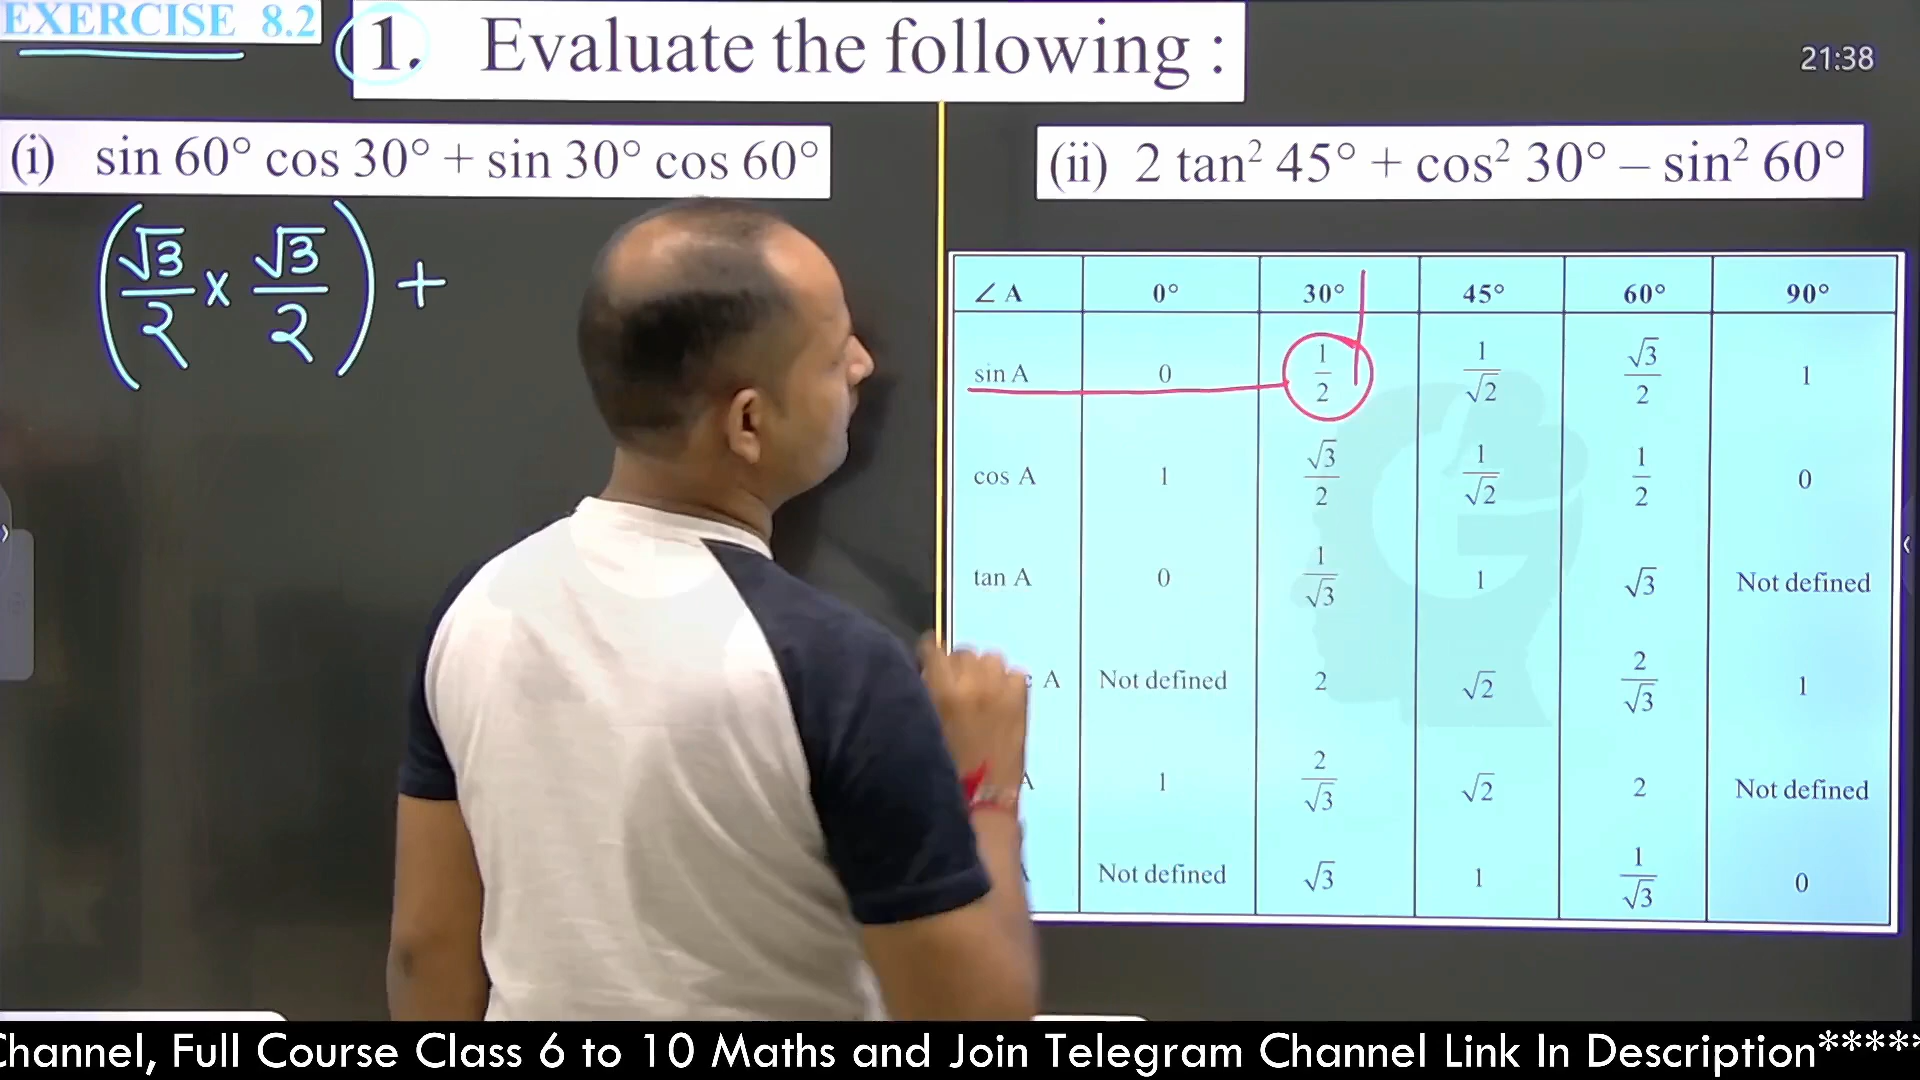 EXERCISE 8.2
1. Evaluate the following :
21:38
(i) sin 60° cos 30° + sin 30° cos 60°
(ii) 2 tan² 45° + cos² 30° – sin² 60°
(√3/2 × √3/2) +
∠ A 0° 30° 45° 60° 90°
sin A 0 1/2 1/√2 √3/2 1
cos A 1 √3/2 1/√2 1/2 0
tan A 0 1/√3 1 √3 Not defined
A Not defined 2 √2 2/√3 1
A 1 2/√3 √2 2 Not defined
Not defined √3 1 1/√3 0
Channel, Full Course Class 6 to 10 Maths and Join Telegram Channel Link In Description*****